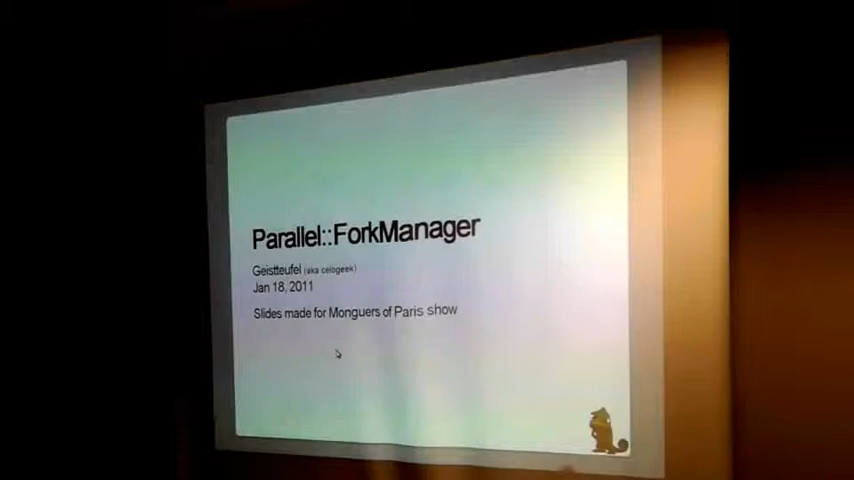 Parallel::ForkManager
Geistteufel (aka celogeek)
Jan 18, 2011
Slides made for Monguers of Paris show